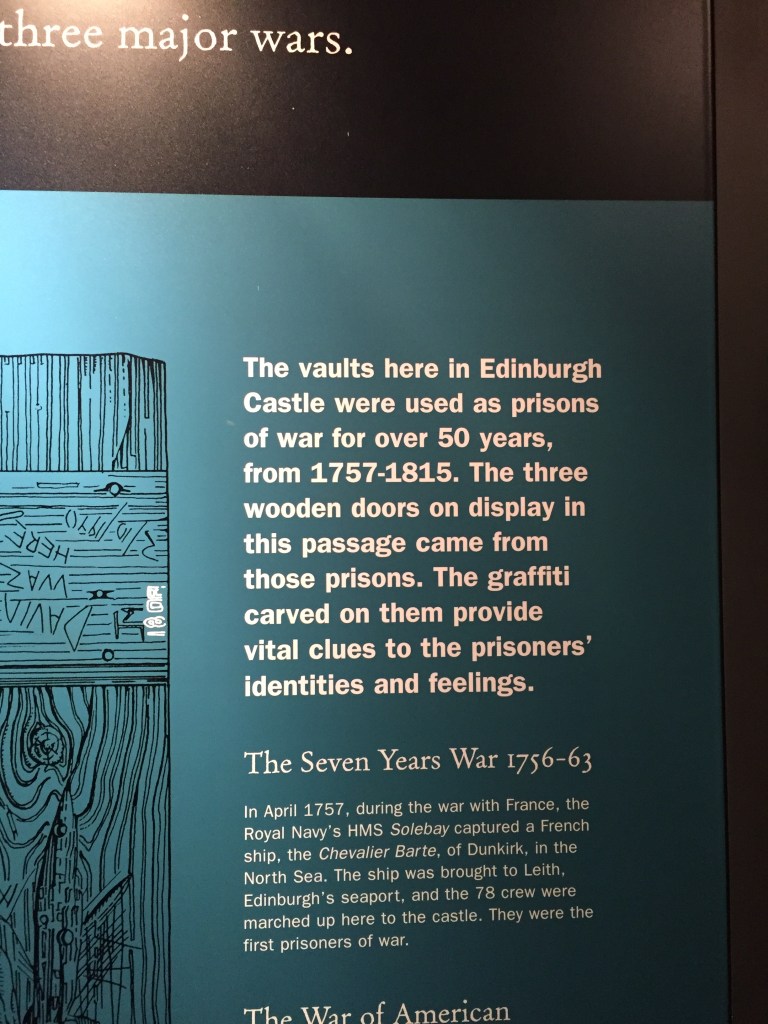 three major wars.
The vaults here in Edinburgh
Castle were used as prisons
of war for over 50 years,
from 1757-1815. The three
wooden doors on display in
this passage came from
those prisons. The graffiti
carved on them provide
vital clues to the prisoners’
identities and feelings.
The Seven Years War 1756-63
In April 1757, during the war with France, the
Royal Navy’s HMS Solebay captured a French
ship, the Chevalier Barte, of Dunkirk, in the
North Sea. The ship was brought to Leith,
Edinburgh’s seaport, and the 78 crew were
marched up here to the castle. They were the
first prisoners of war.
The War of American
DAVID
WAZ
HERE